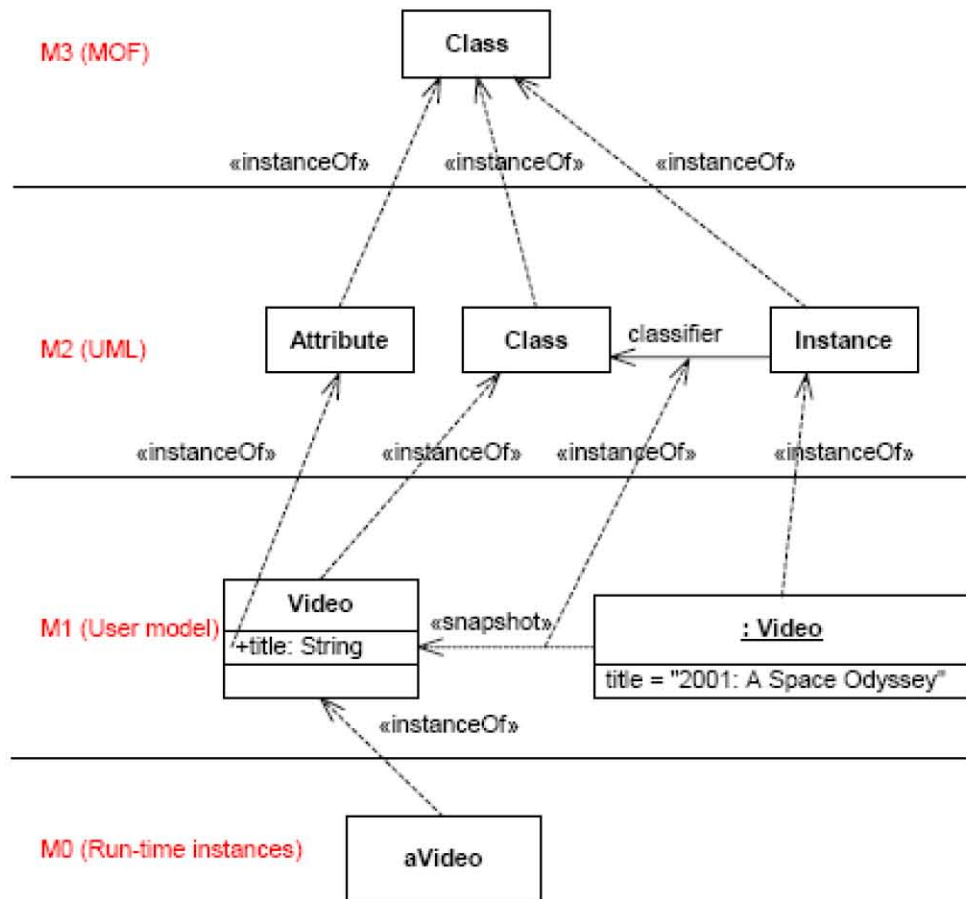 Class
M3 (MOF)
«instanceOf» «instanceOf» «instanceOf»
M2 (UML)
Attribute
Class
classifier
Instance
«instanceOf» «instanceOf» «instanceOf» «instanceOf»
M1 (User model)
Video
+title: String
«snapshot»
: Video
title = "2001: A Space Odyssey"
«instanceOf»
M0 (Run-time instances)
aVideo